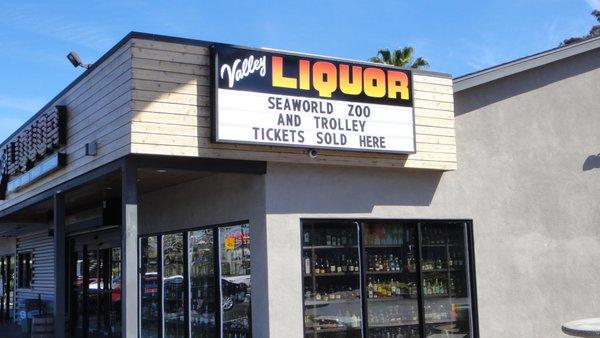 Valley LIQUOR
SEAWORLD ZOO
AND TROLLEY
TICKETS SOLD HERE